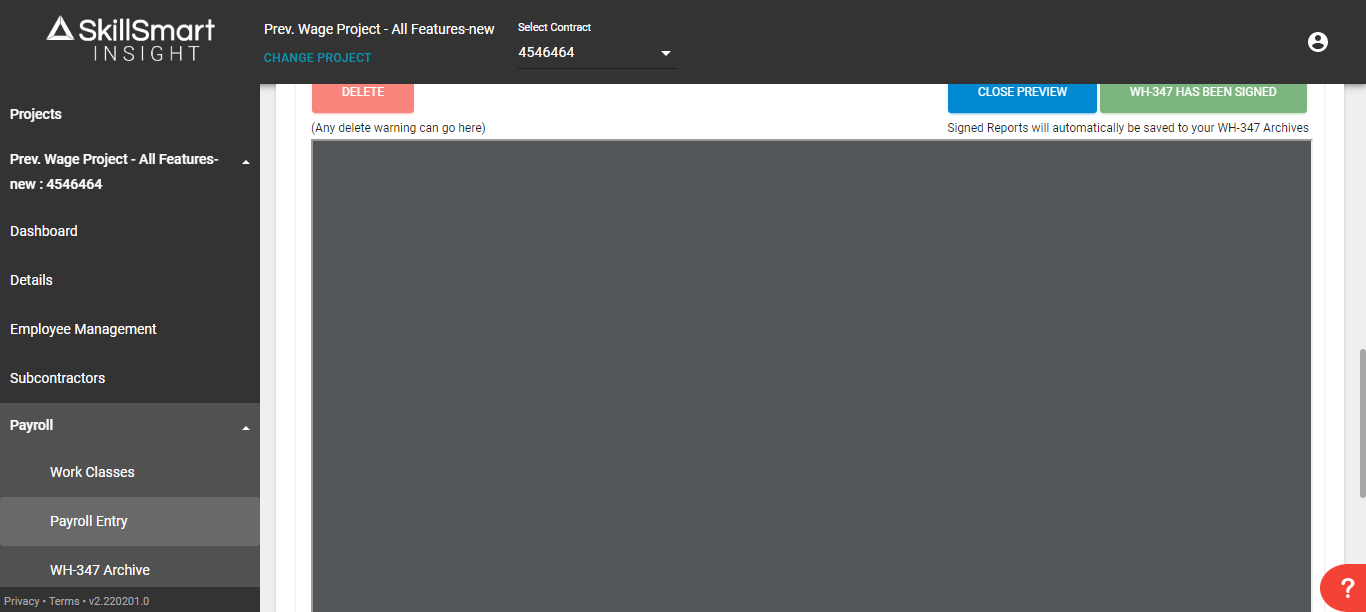 SkillSmart
INSIGHT
Prev. Wage Project - All Features-new
CHANGE PROJECT
Select Contract
4546464
Projects
Prev. Wage Project - All Features-
new : 4546464
Dashboard
Details
Employee Management
Subcontractors
Payroll
Work Classes
Payroll Entry
WH-347 Archive
Privacy • Terms • v2.220201.0
DELETE
(Any delete warning can go here)
CLOSE PREVIEW
WH-347 HAS BEEN SIGNED
Signed Reports will automatically be saved to your WH-347 Archives
?